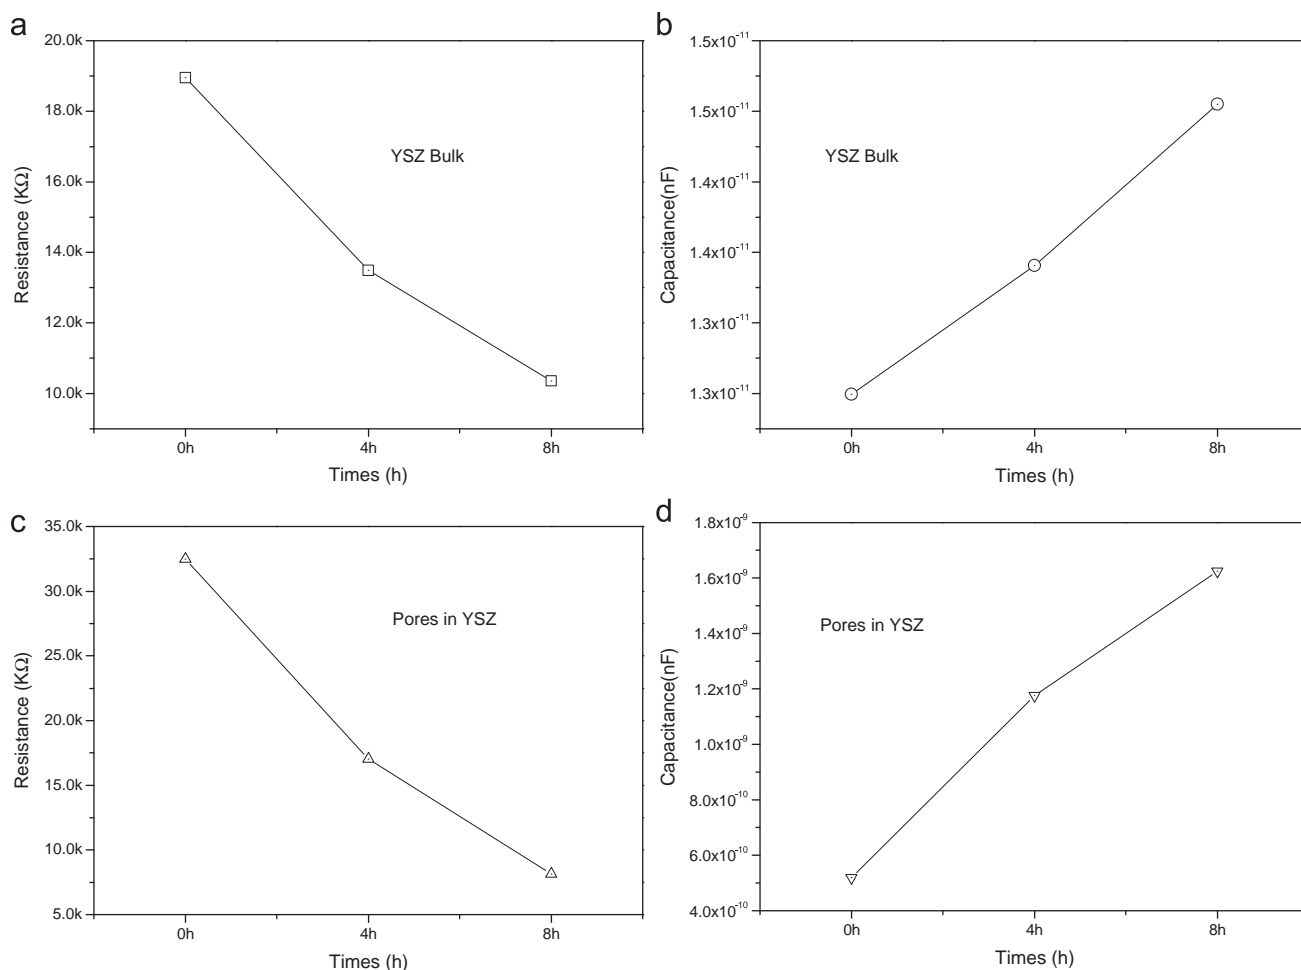 a
20.0k
18.0k
16.0k
14.0k
12.0k
10.0k
Resistance (KΩ)
YSZ Bulk
0h 4h 8h
Times (h)
b
1.5x10⁻¹¹
1.5x10⁻¹¹
1.4x10⁻¹¹
1.4x10⁻¹¹
1.3x10⁻¹¹
1.3x10⁻¹¹
Capacitance(nF)
YSZ Bulk
0h 4h 8h
Times (h)
c
35.0k
30.0k
25.0k
20.0k
15.0k
10.0k
5.0k
Resistance (KΩ)
Pores in YSZ
0h 4h 8h
Times (h)
d
1.8x10⁻⁹
1.6x10⁻⁹
1.4x10⁻⁹
1.2x10⁻⁹
1.0x10⁻⁹
8.0x10⁻¹⁰
6.0x10⁻¹⁰
4.0x10⁻¹⁰
Capacitance(nF)
Pores in YSZ
0h 4h 8h
Times (h)